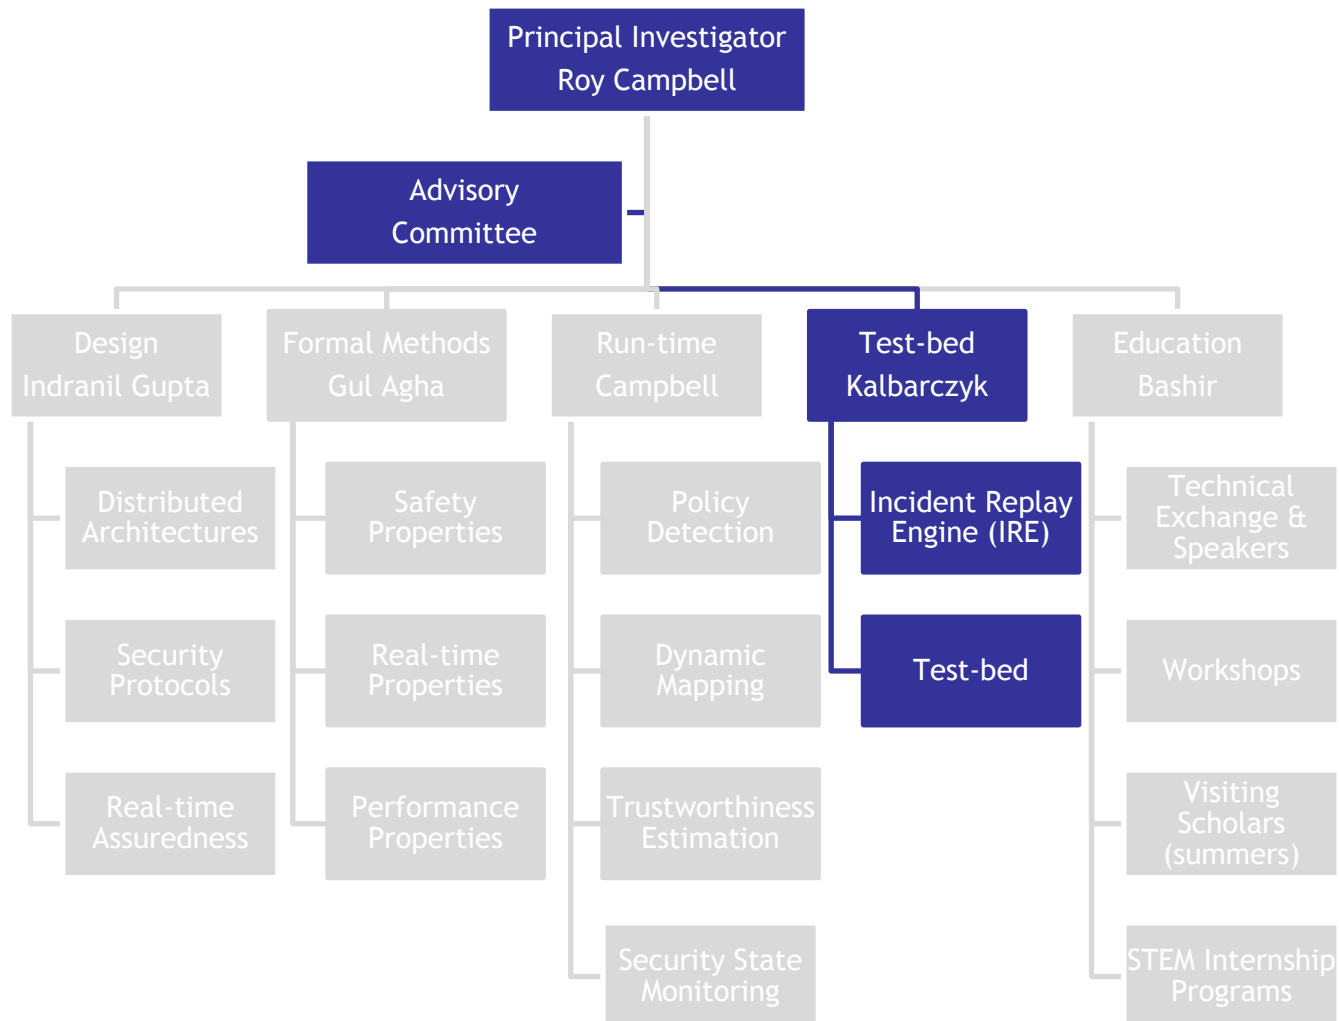 Principal Investigator
Roy Campbell
Advisory
Committee
Design
Indranil Gupta
Formal Methods
Gul Agha
Run-time
Campbell
Test-bed
Kalbarczyk
Education
Bashir
Distributed
Architectures
Security
Protocols
Real-time
Assuredness
Safety
Properties
Real-time
Properties
Performance
Properties
Policy
Detection
Dynamic
Mapping
Trustworthiness
Estimation
Security State
Monitoring
Incident Replay
Engine (IRE)
Test-bed
Technical
Exchange &
Speakers
Workshops
Visiting
Scholars
(summers)
STEM Internship
Programs